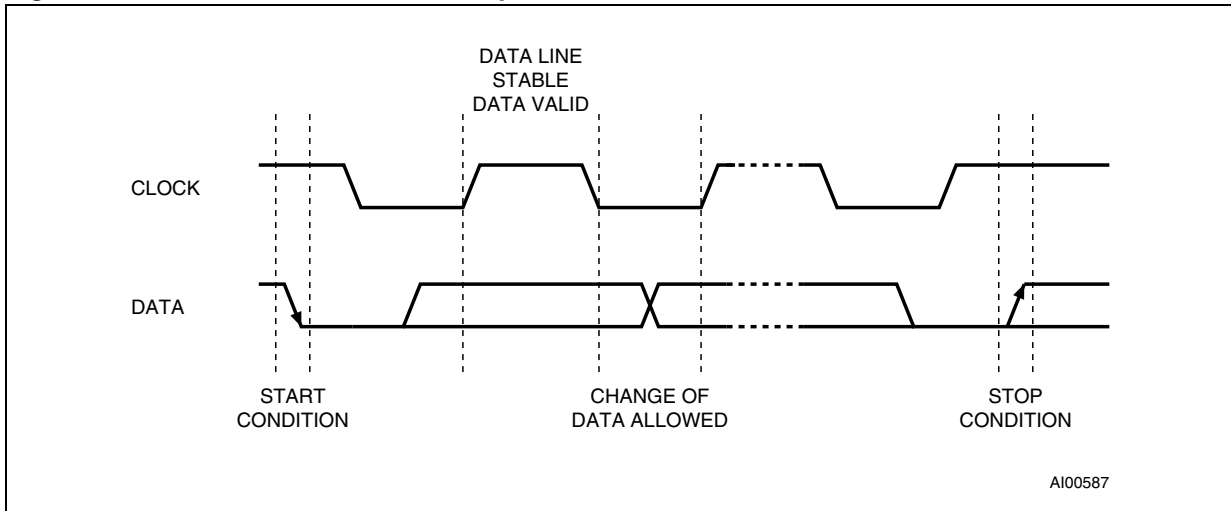 DATA LINE
STABLE
DATA VALID
CLOCK
DATA
START
CONDITION
CHANGE OF
DATA ALLOWED
STOP
CONDITION
AI00587